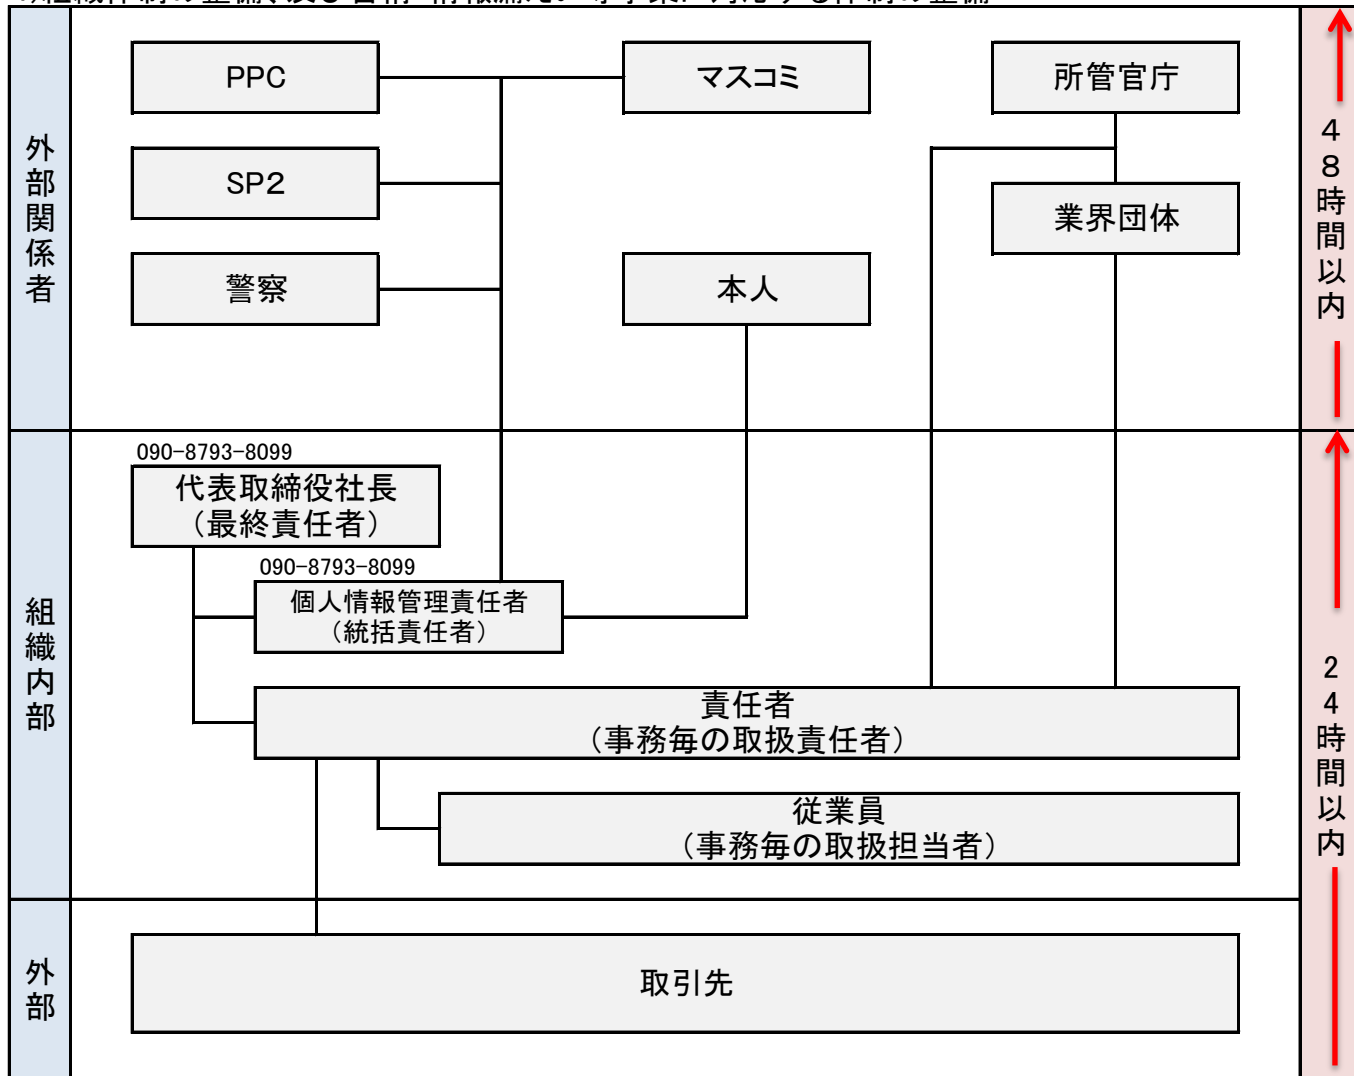 PPC
マスコミ
所管官庁
SP2
業界団体
警察
本人
外部関係者
48時間以内
090-8793-8099
代表取締役社長
（最終責任者）
090-8793-8099
個人情報管理責任者
（統括責任者）
組織内部
責任者
（事務毎の取扱責任者）
24時間以内
従業員
（事務毎の取扱担当者）
外部
取引先